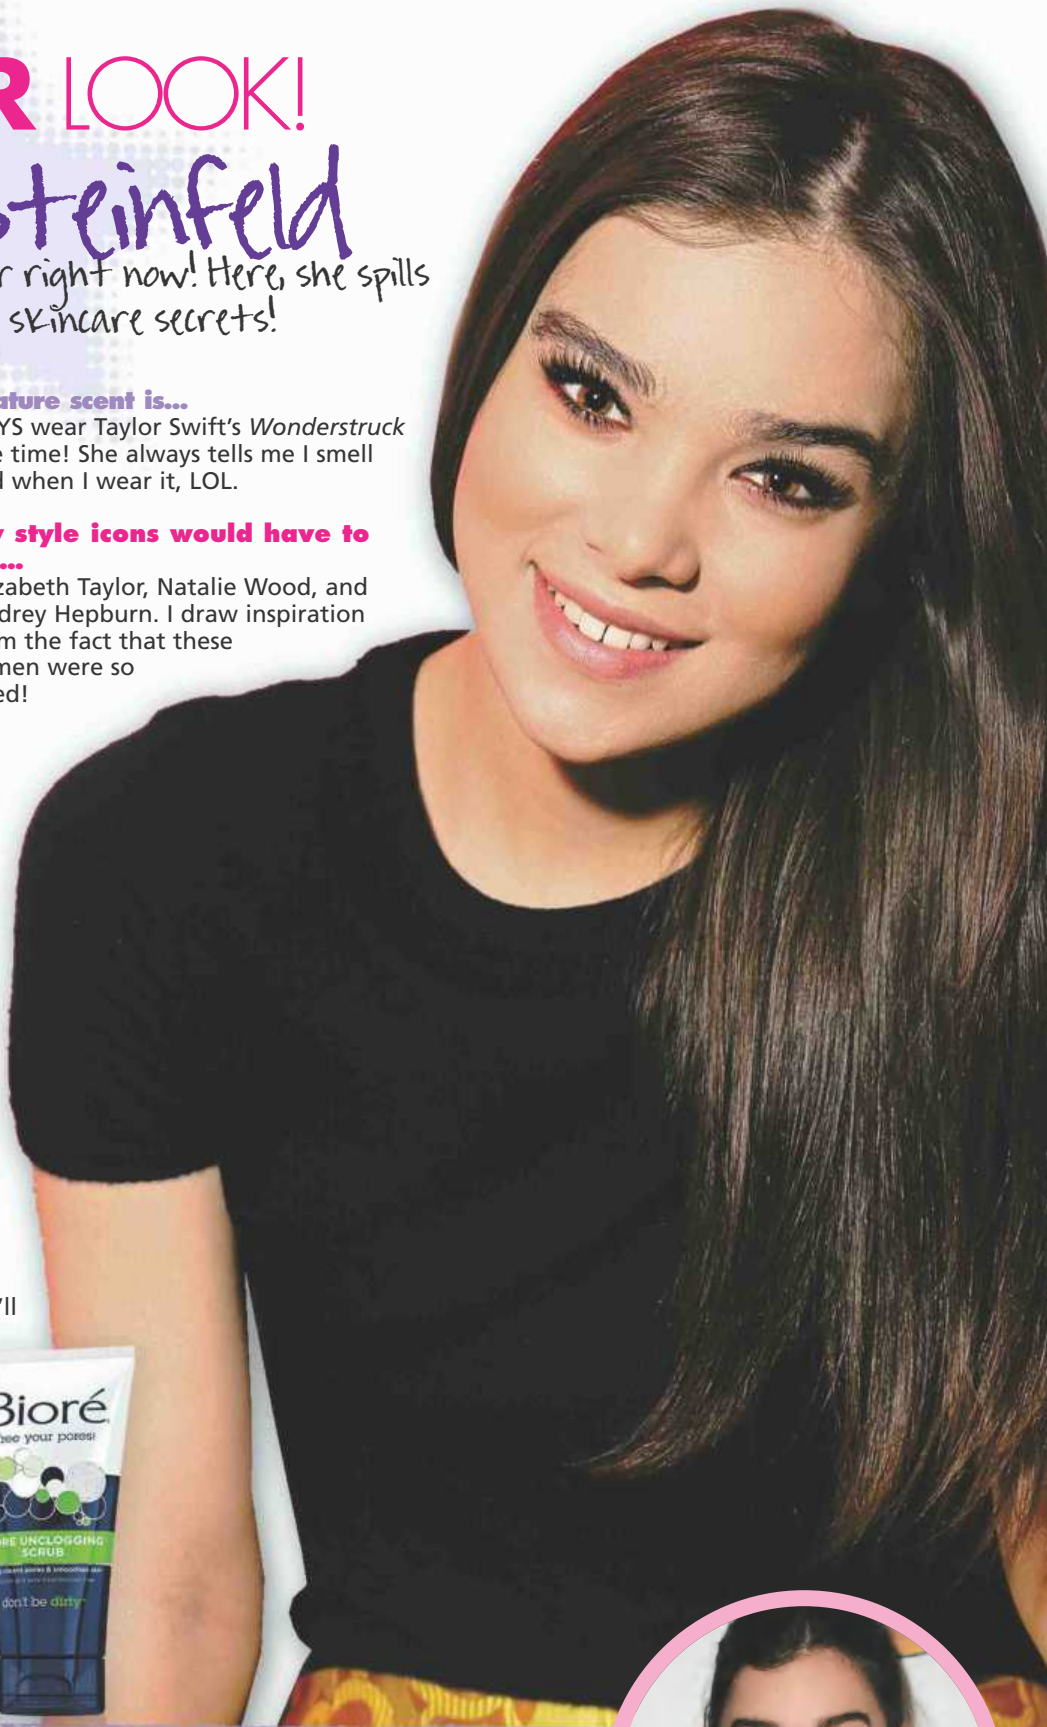 R LOOK!
Steinfeld
r right now! Here, she spills
skincare secrets!
ature scent is...
YS wear Taylor Swift's Wonderstruck
e time! She always tells me I smell
d when I wear it, LOL.
y style icons would have to
...
zabeth Taylor, Natalie Wood, and
drey Hepburn. I draw inspiration
m the fact that these
men were so
ed!
'll
Bioré
free your pores!
ORE UNCLOGGING
SCRUB
don't be dirty